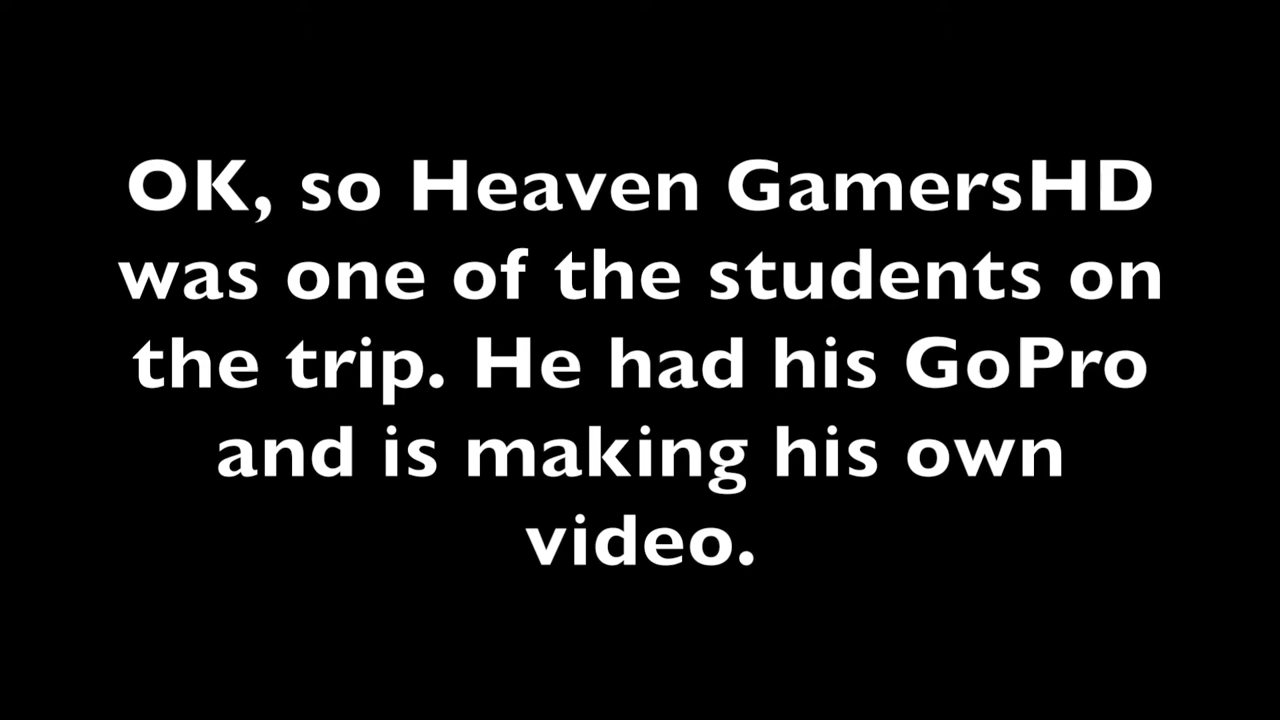 OK, so Heaven GamersHD
was one of the students on
the trip. He had his GoPro
and is making his own
video.